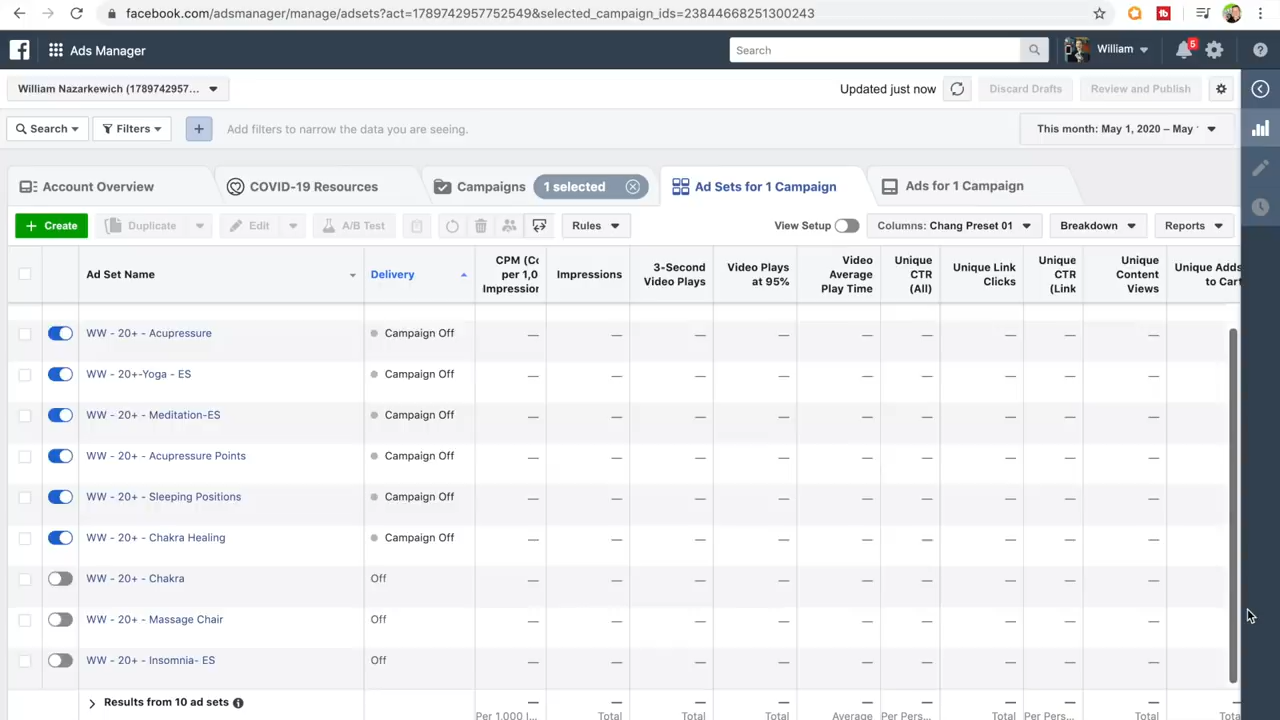 facebook.com/adsmanager/manage/adsets?act=1789742957752549&selected_campaign_ids=23844668251300243
Ads Manager
Search
William
5
William Nazarkewich (1789742957...
Updated just now
Discard Drafts
Review and Publish
Search
Filters
Add filters to narrow the data you are seeing.
This month: May 1, 2020 – May
Account Overview
COVID-19 Resources
Campaigns
1 selected
Ad Sets for 1 Campaign
Ads for 1 Campaign
+ Create
Duplicate
Edit
A/B Test
Rules
View Setup
Columns: Chang Preset 01
Breakdown
Reports
Ad Set Name
Delivery
CPM (Cc
per 1,0
Impression
Impressions
3-Second
Video Plays
Video Plays
at 95%
Video
Average
Play Time
Unique
CTR
(All)
Unique Link
Clicks
Unique
CTR
(Link
Unique
Content
Views
Unique Adds
to Cart
WW - 20+ - Acupressure
Campaign Off
— — — — — — — — —
WW - 20+-Yoga - ES
Campaign Off
— — — — — — — — —
WW - 20+ - Meditation-ES
Campaign Off
— — — — — — — — —
WW - 20+ - Acupressure Points
Campaign Off
— — — — — — — — —
WW - 20+ - Sleeping Positions
Campaign Off
— — — — — — — — —
WW - 20+ - Chakra Healing
Campaign Off
— — — — — — — — —
WW - 20+ - Chakra
Off
— — — — — — — — —
WW - 20+ - Massage Chair
Off
— — — — — — — — —
WW - 20+ - Insomnia- ES
Off
— — — — — — — — —
Results from 10 ad sets
— — — — — — — — —
Per 1,000 I...
Total
Total
Total
Average
Per Pers...
Total
Per Pers...
Total
Total